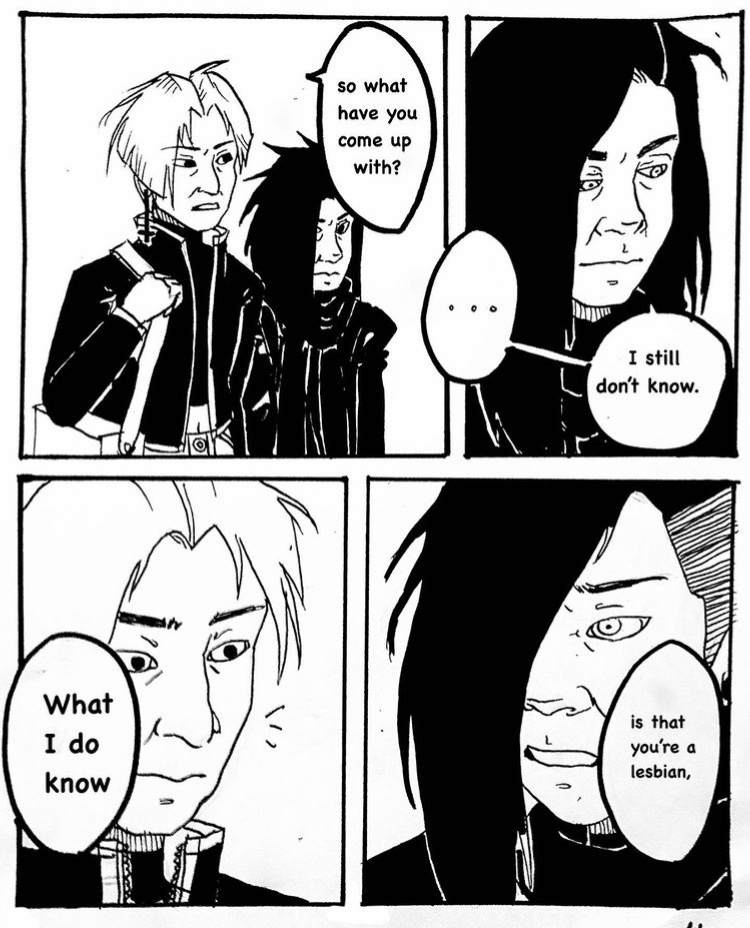 so what
have you
come up
with?
...
I still
don't know.
What
I do
know
is that
you're a
lesbian,